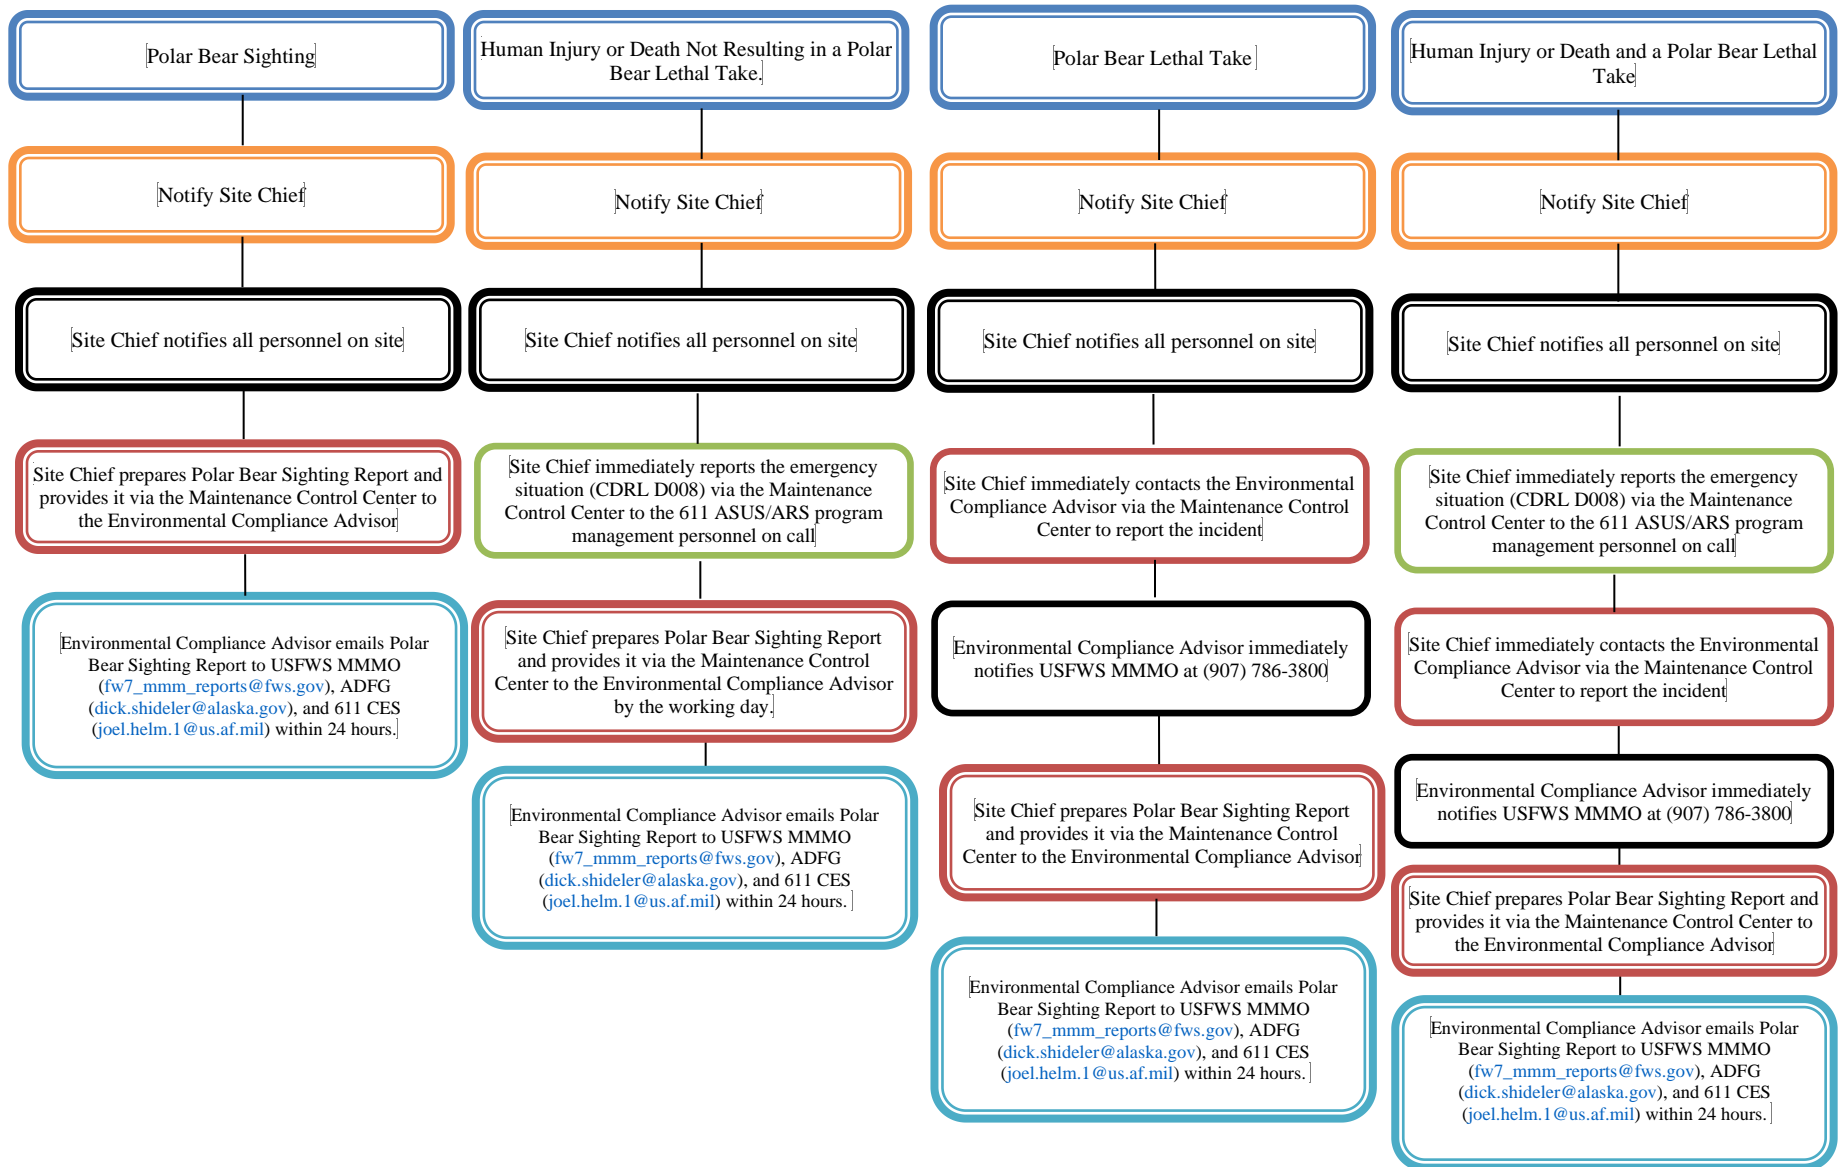 Polar Bear Sighting
Notify Site Chief
Site Chief notifies all personnel on site
Site Chief prepares Polar Bear Sighting Report and
provides it via the Maintenance Control Center to
the Environmental Compliance Advisor
Environmental Compliance Advisor emails Polar
Bear Sighting Report to USFWS MMMO
(fw7_mmm_reports@fws.gov), ADFG
(dick.shideler@alaska.gov), and 611 CES
(joel.helm.1@us.af.mil) within 24 hours.
Human Injury or Death Not Resulting in a Polar
Bear Lethal Take.
Notify Site Chief
Site Chief notifies all personnel on site
Site Chief immediately reports the emergency
situation (CDRL D008) via the Maintenance
Control Center to the 611 ASUS/ARS program
management personnel on call
Site Chief prepares Polar Bear Sighting Report
and provides it via the Maintenance Control
Center to the Environmental Compliance Advisor
by the working day.
Environmental Compliance Advisor emails Polar
Bear Sighting Report to USFWS MMMO
(fw7_mmm_reports@fws.gov), ADFG
(dick.shideler@alaska.gov), and 611 CES
(joel.helm.1@us.af.mil) within 24 hours.
Polar Bear Lethal Take
Notify Site Chief
Site Chief notifies all personnel on site
Site Chief immediately contacts the Environmental
Compliance Advisor via the Maintenance Control
Center to report the incident
Environmental Compliance Advisor immediately
notifies USFWS MMMO at (907) 786-3800
Site Chief prepares Polar Bear Sighting Report
and provides it via the Maintenance Control
Center to the Environmental Compliance Advisor
Environmental Compliance Advisor emails Polar
Bear Sighting Report to USFWS MMMO
(fw7_mmm_reports@fws.gov), ADFG
(dick.shideler@alaska.gov), and 611 CES
(joel.helm.1@us.af.mil) within 24 hours.
Human Injury or Death and a Polar Bear Lethal
Take
Notify Site Chief
Site Chief notifies all personnel on site
Site Chief immediately reports the emergency
situation (CDRL D008) via the Maintenance
Control Center to the 611 ASUS/ARS program
management personnel on call
Site Chief immediately contacts the Environmental
Compliance Advisor via the Maintenance Control
Center to report the incident
Environmental Compliance Advisor immediately
notifies USFWS MMMO at (907) 786-3800
Site Chief prepares Polar Bear Sighting Report and
provides it via the Maintenance Control Center to
the Environmental Compliance Advisor
Environmental Compliance Advisor emails Polar
Bear Sighting Report to USFWS MMMO
(fw7_mmm_reports@fws.gov), ADFG
(dick.shideler@alaska.gov), and 611 CES
(joel.helm.1@us.af.mil) within 24 hours.